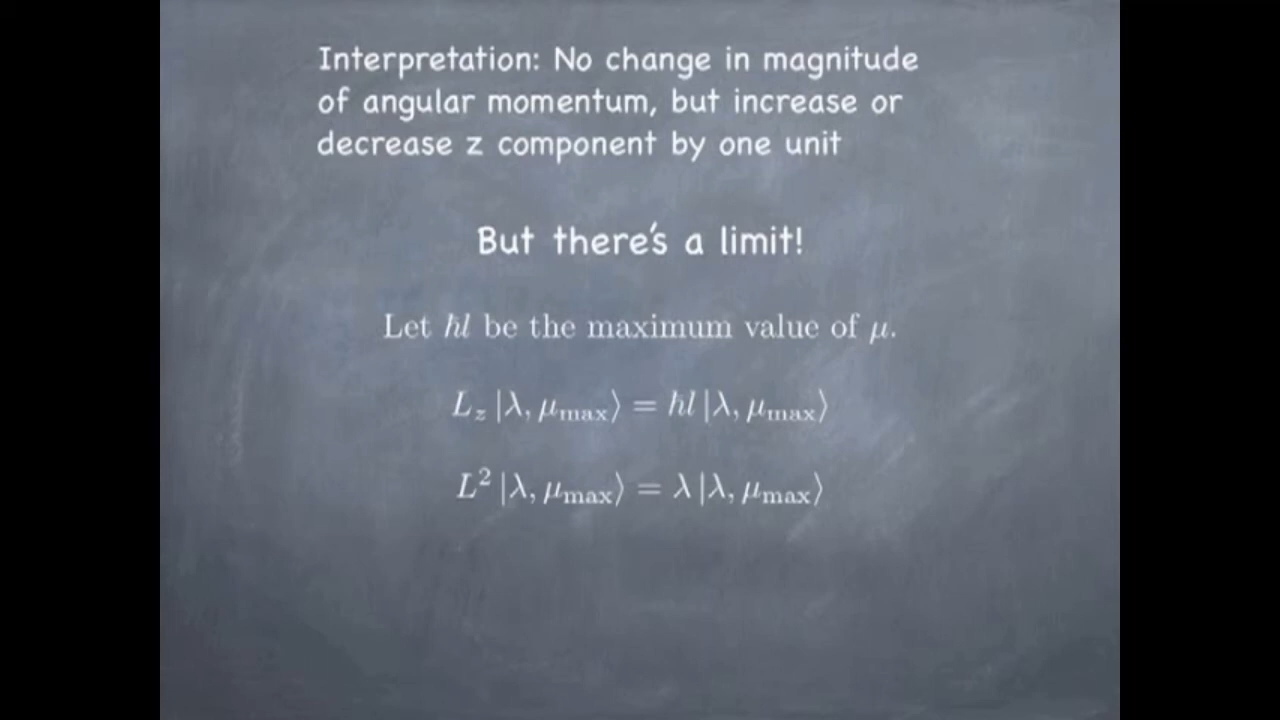 Interpretation: No change in magnitude
of angular momentum, but increase or
decrease z component by one unit
But there's a limit!
Let ℏl be the maximum value of μ.
L_z |λ, μ_max⟩ = ℏl |λ, μ_max⟩
L² |λ, μ_max⟩ = λ |λ, μ_max⟩